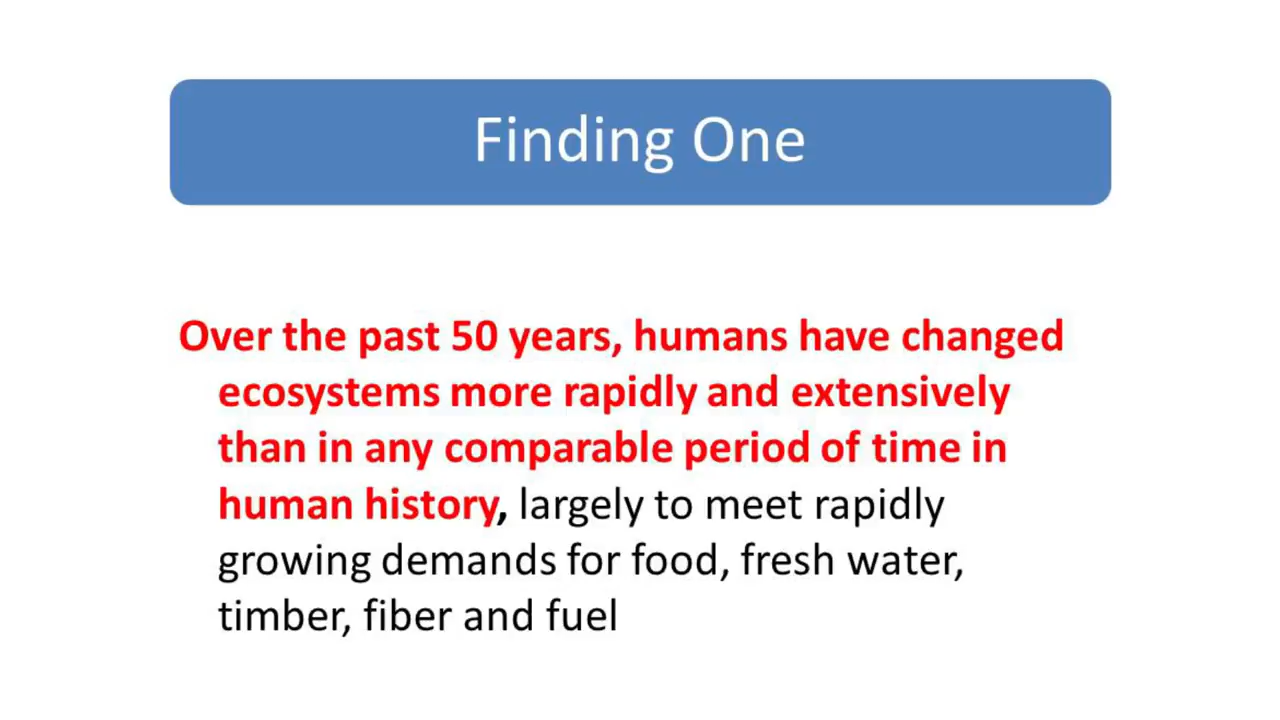 Finding One
Over the past 50 years, humans have changed
ecosystems more rapidly and extensively
than in any comparable period of time in
human history, largely to meet rapidly
growing demands for food, fresh water,
timber, fiber and fuel